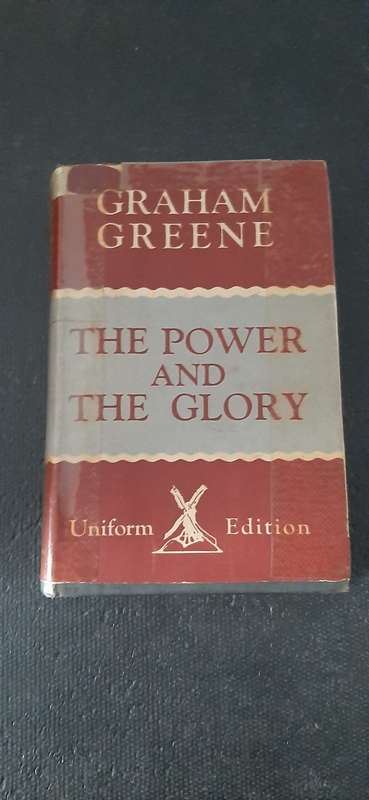 GRAHAM
GREENE
THE POWER
AND
THE GLORY
Uniform Edition